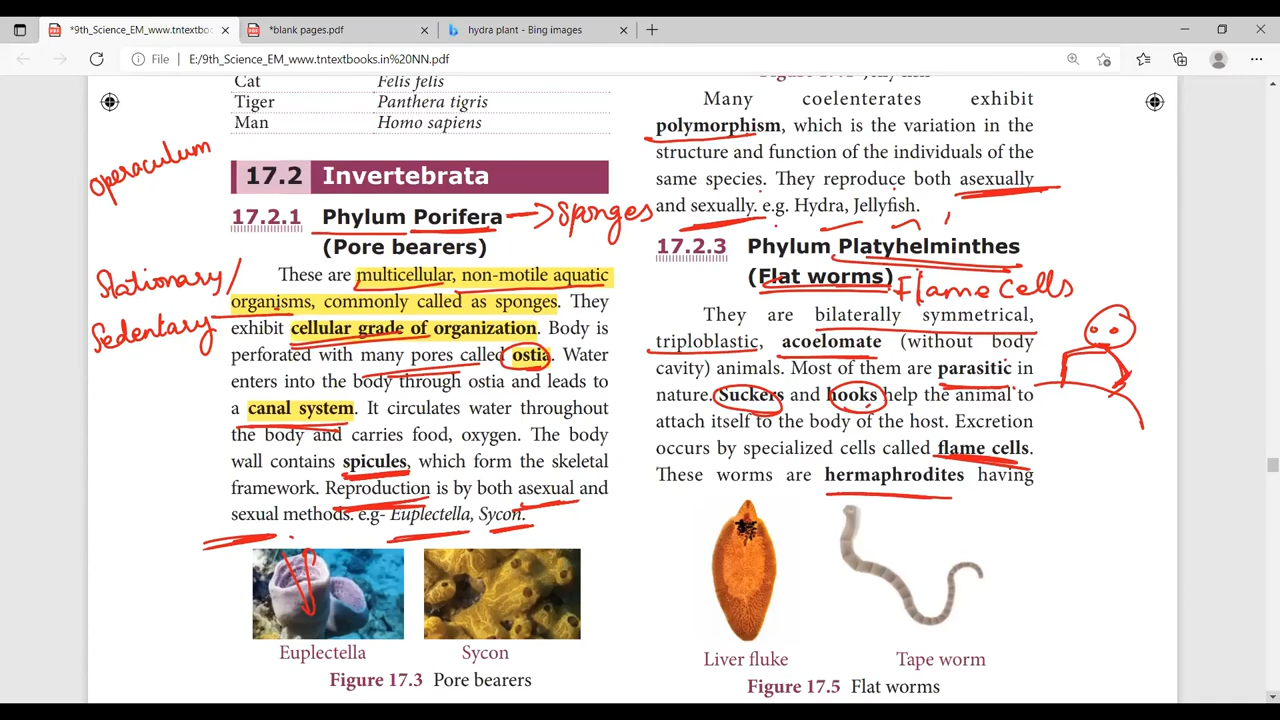 *9th_Science_EM_www.tntextbool
*blank pages.pdf
hydra plant - Bing images
File
E:/9th_Science_EM_www.tntextbooks.in%20NN.pdf
Cat Felis felis
Tiger Panthera tigris
Man Homo sapiens
Operaculum
17.2 Invertebrata
17.2.1 Phylum Porifera
Sponges
(Pore bearers)
Stationary/
Sedentary
These are multicellular, non-motile aquatic
organisms, commonly called as sponges. They
exhibit cellular grade of organization. Body is
perforated with many pores called ostia. Water
enters into the body through ostia and leads to
a canal system. It circulates water throughout
the body and carries food, oxygen. The body
wall contains spicules, which form the skeletal
framework. Reproduction is by both asexual and
sexual methods. e.g- Euplectella, Sycon.
Euplectella Sycon
Figure 17.3 Pore bearers
Many coelenterates exhibit
polymorphism, which is the variation in the
structure and function of the individuals of the
same species. They reproduce both asexually
and sexually. e.g. Hydra, Jellyfish.
17.2.3 Phylum Platyhelminthes
(Flat worms)
Flame cells
They are bilaterally symmetrical,
triploblastic, acoelomate (without body
cavity) animals. Most of them are parasitic in
nature. Suckers and hooks help the animal to
attach itself to the body of the host. Excretion
occurs by specialized cells called flame cells.
These worms are hermaphrodites having
Liver fluke Tape worm
Figure 17.5 Flat worms